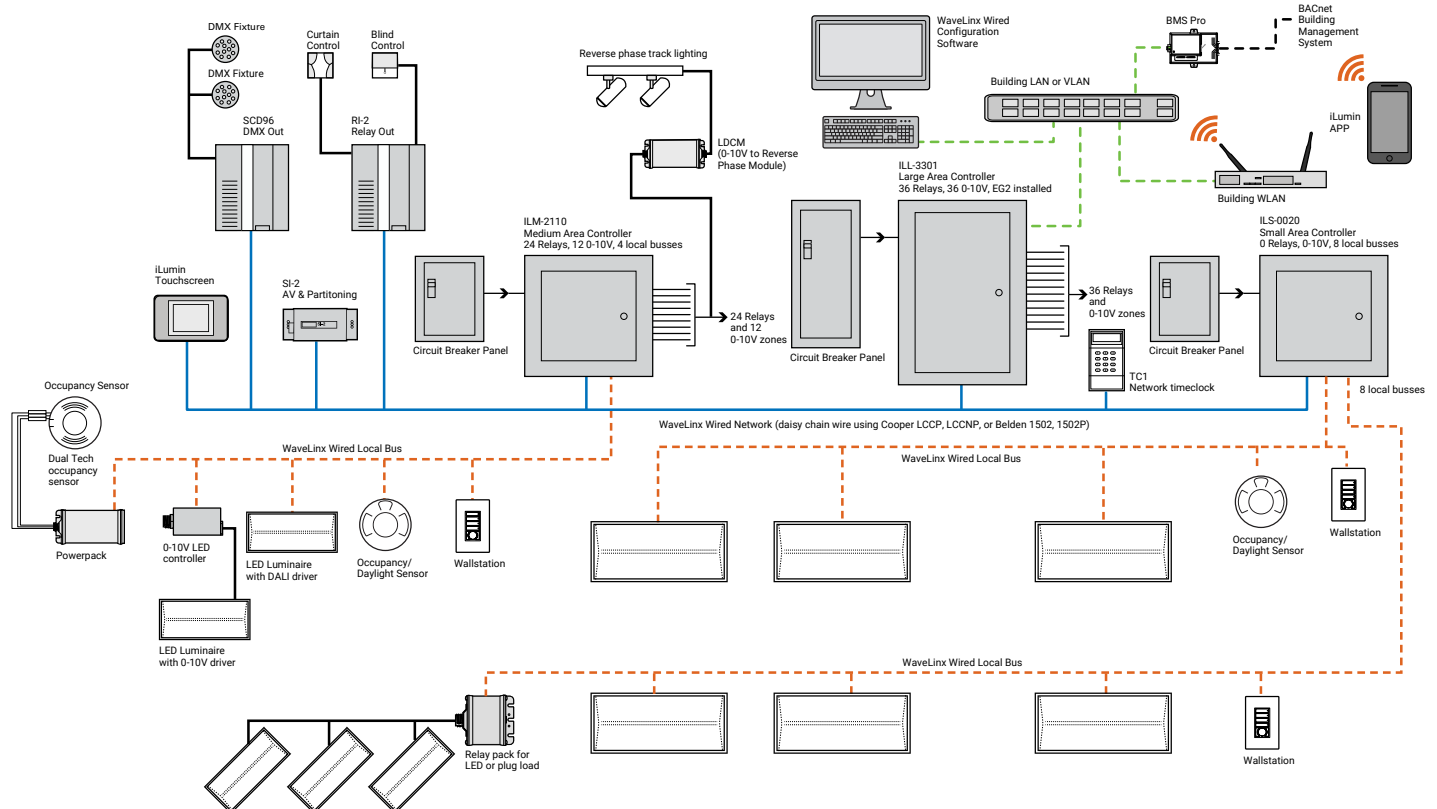 DMX Fixture
DMX Fixture
Curtain
Control
Blind
Control
SCD96
DMX Out
RI-2
Relay Out
Reverse phase track lighting
LDCM
(0-10V to Reverse
Phase Module)
WaveLinx Wired
Configuration
Software
Building LAN or VLAN
BMS Pro
BACnet
Building
Management
System
iLumin
APP
Building WLAN
iLumin
Touchscreen
SI-2
AV & Partitoning
SI-2
ILM-2110
Medium Area Controller
24 Relays, 12 0-10V, 4 local busses
Circuit Breaker Panel
24 Relays
and 12
0-10V zones
ILL-3301
Large Area Controller
36 Relays, 36 0-10V, EG2 installed
Circuit Breaker Panel
36 Relays
and
0-10V zones
TC1
Network timeclock
ILS-0020
Small Area Controller
0 Relays, 0-10V, 8 local busses
Circuit Breaker Panel
8 local busses
WaveLinx Wired Network (daisy chain wire using Cooper LCCP, LCCNP, or Belden 1502, 1502P)
Occupancy Sensor
Dual Tech
occupancy
sensor
Powerpack
WaveLinx Wired Local Bus
0-10V LED
controller
LED Luminaire
with DALI driver
Occupancy/
Daylight Sensor
Wallstation
LED Luminaire
with 0-10V driver
WaveLinx Wired Local Bus
Occupancy/
Daylight Sensor
Wallstation
WaveLinx Wired Local Bus
Relay pack for
LED or plug load
Wallstation